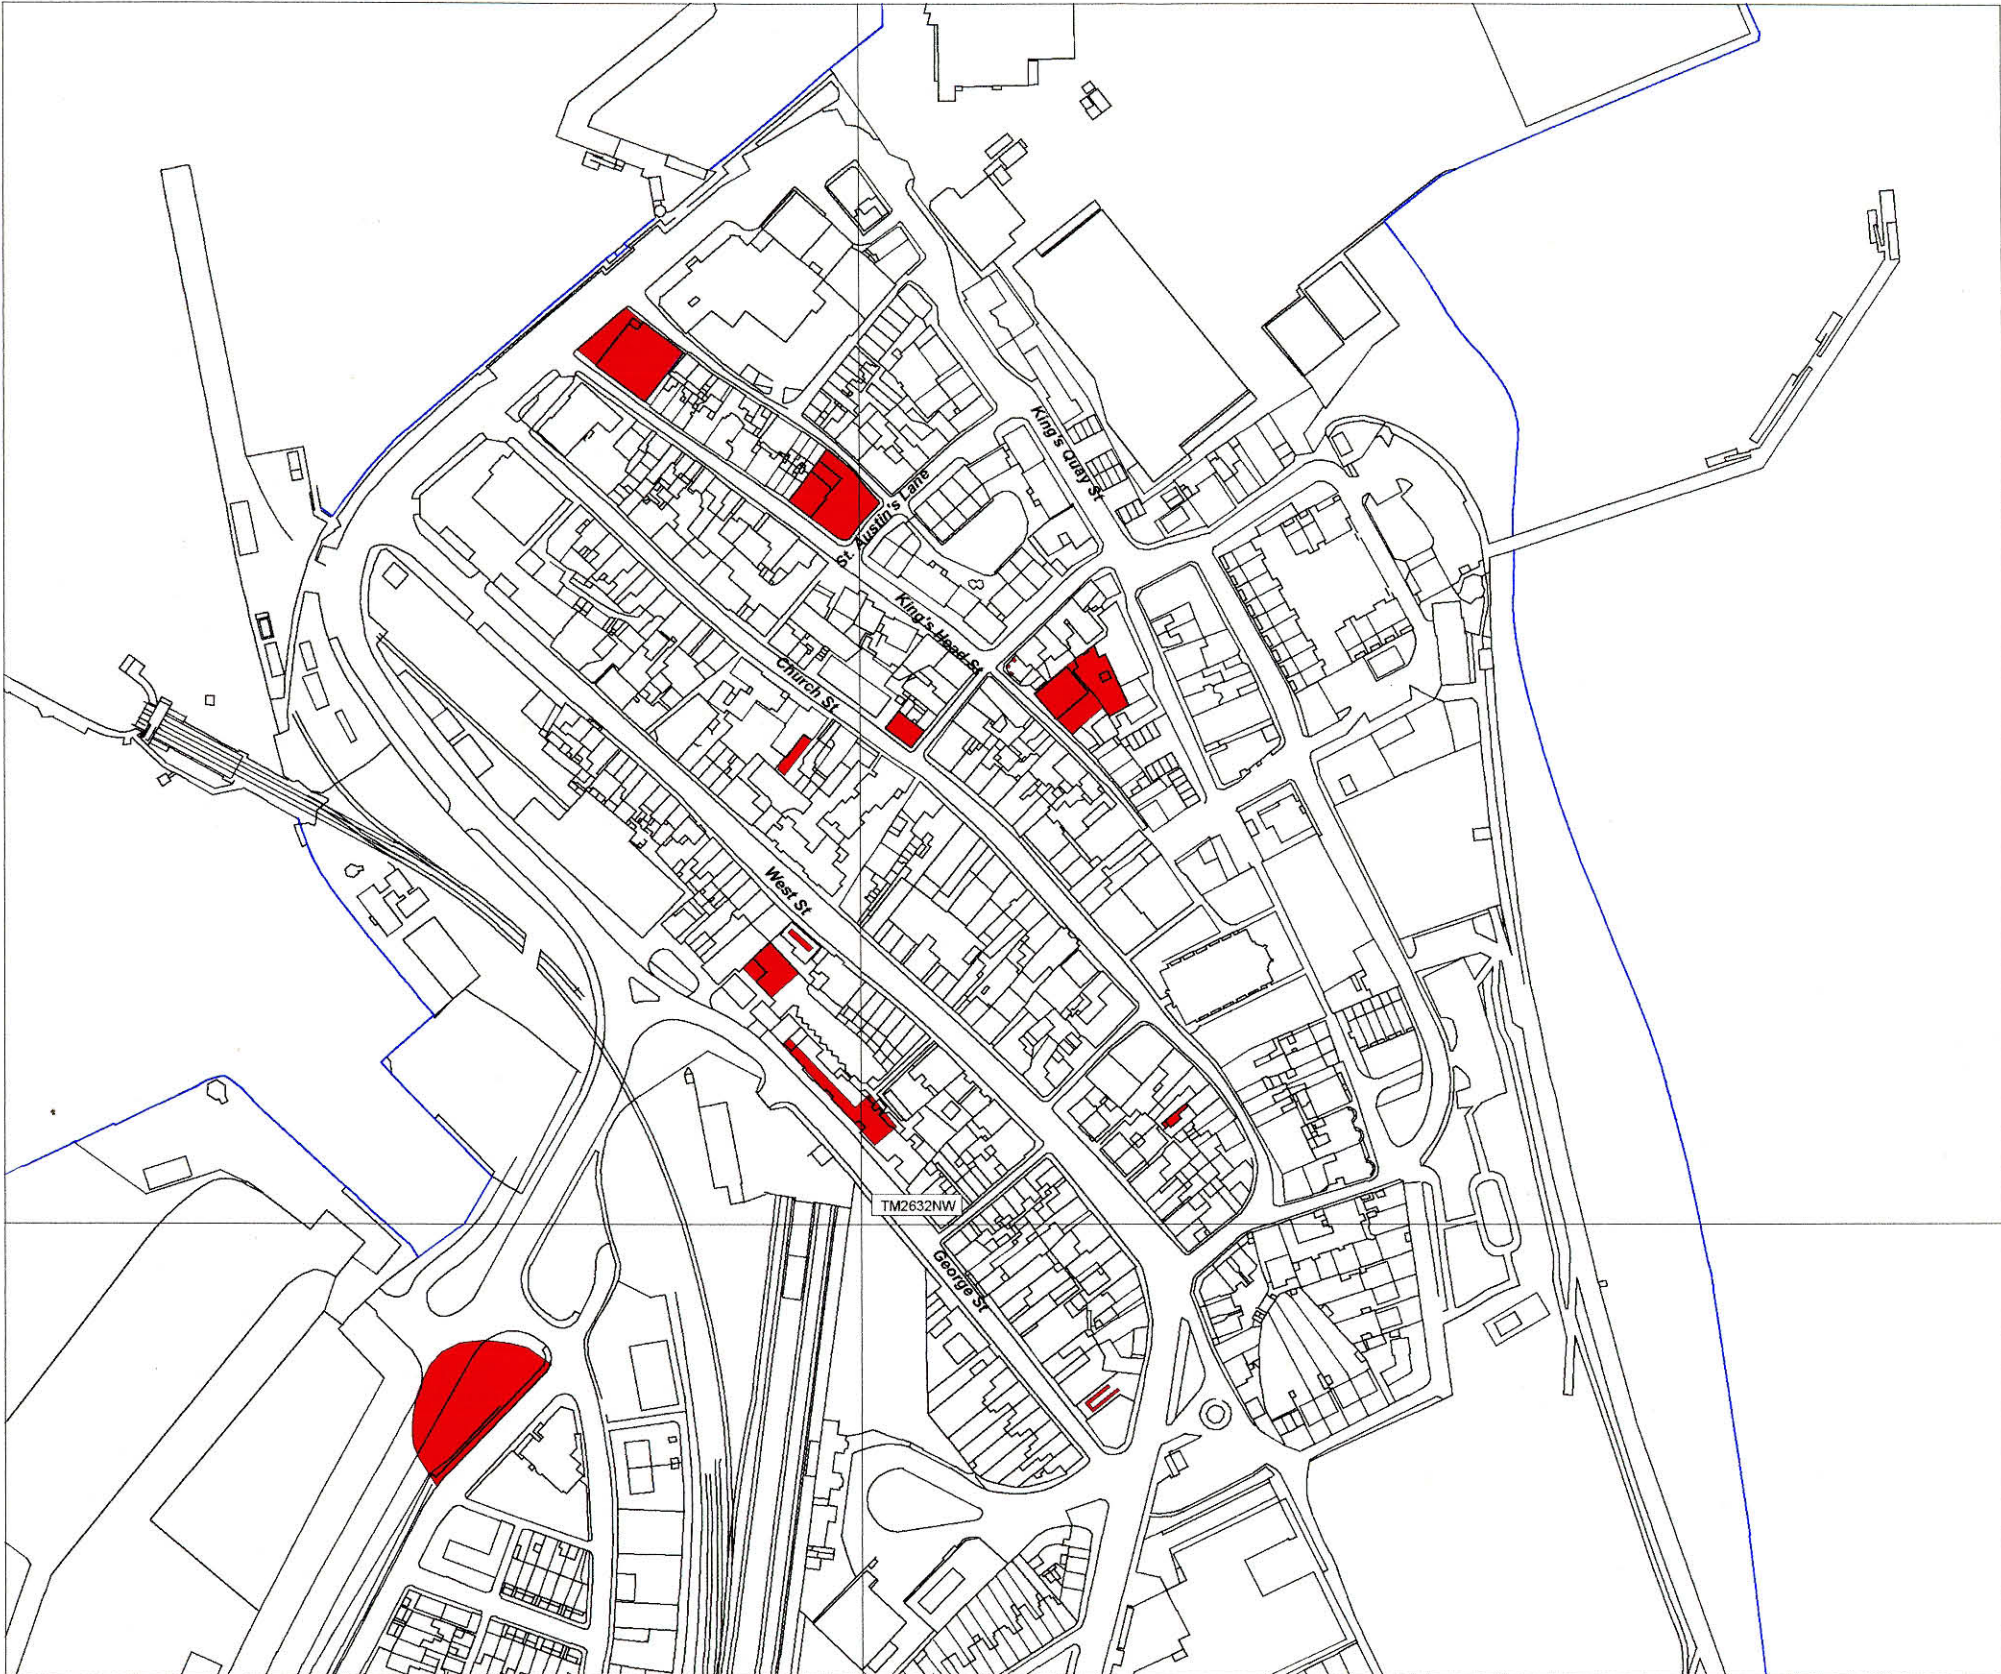 King's Quay St
St. Austin's Lane
King's Head St
Church St
West St
TM2632NW
George St